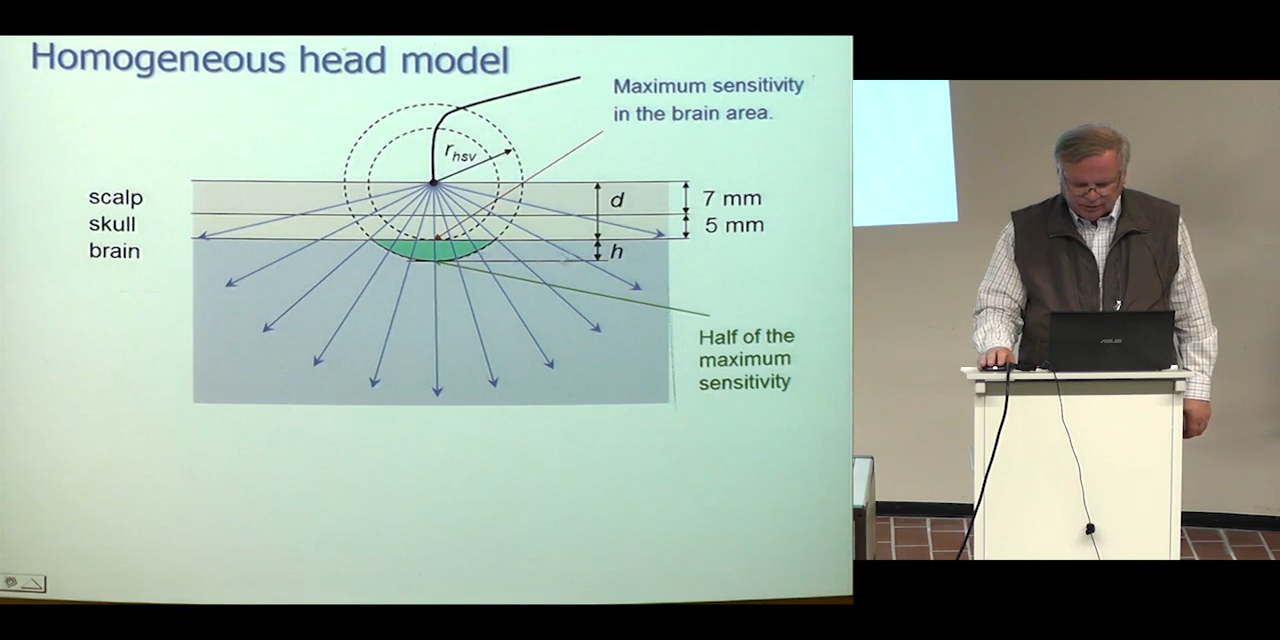 Homogeneous head model
Maximum sensitivity
in the brain area.
rhsv
scalp
skull
brain
d
7 mm
5 mm
h
Half of the
maximum
sensitivity
ASUS